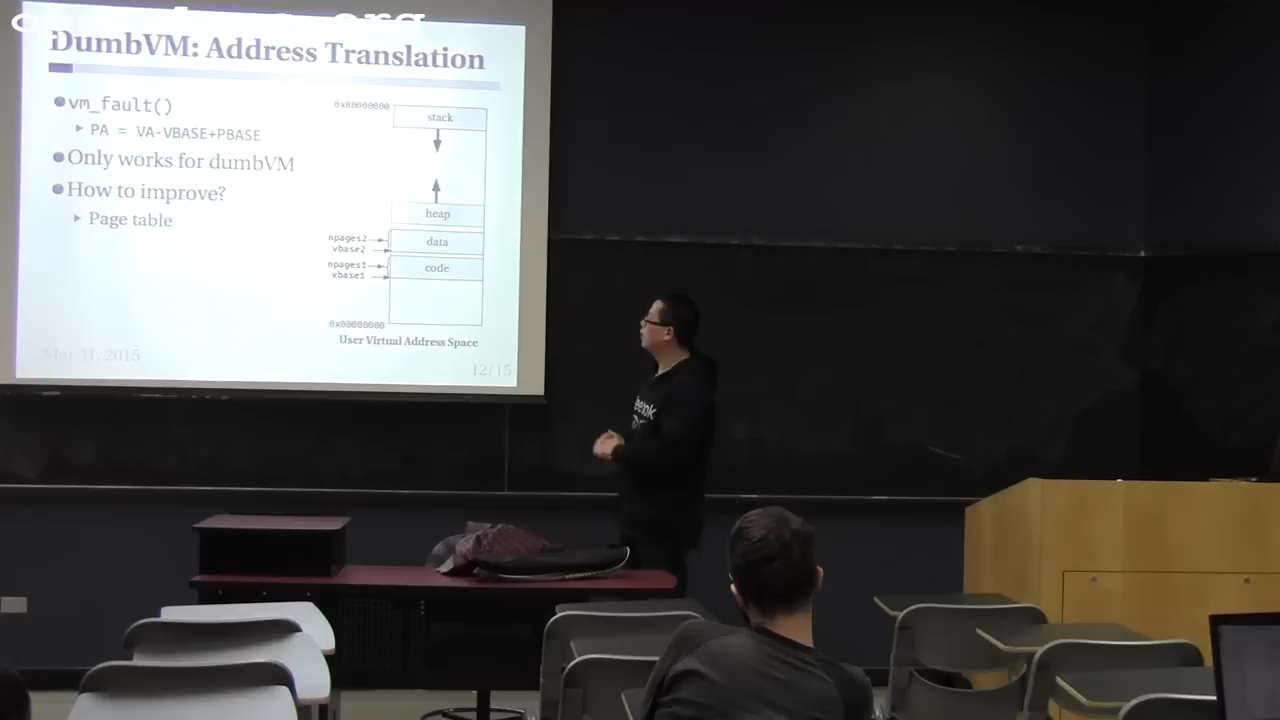 DumbVM: Address Translation
vm_fault()
PA = VA-VBASE+PBASE
Only works for dumbVM
How to improve?
Page table
0x80000000
stack
heap
npages2
vbase2
data
npages1
vbase1
code
0x00000000
User Virtual Address Space
Mar 31, 2015
12/15